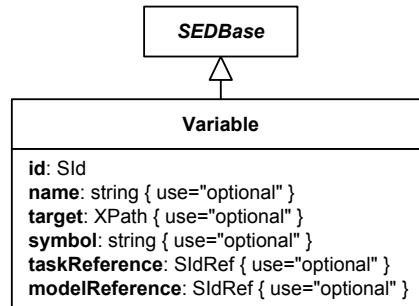 SEDBase
Variable
id: SId
name: string { use="optional" }
target: XPath { use="optional" }
symbol: string { use="optional" }
taskReference: SIdRef { use="optional" }
modelReference: SIdRef { use="optional" }